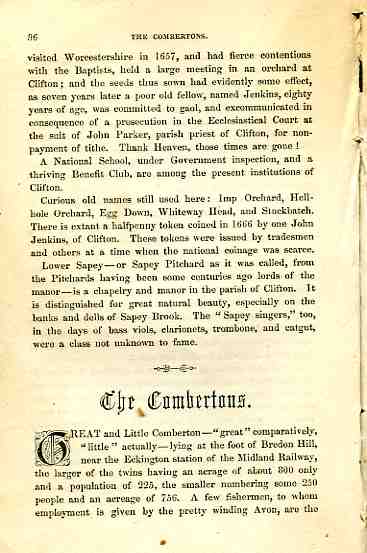 86 THE COMBERTONS.
visited Worcestershire in 1657, and had fierce contentions
with the Baptists, held a large meeting in an orchard at
Clifton; and the seeds thus sown had evidently some effect,
as seven years later a poor old fellow, named Jenkins, eighty
years of age, was committed to gaol, and excommunicated in
consequence of a prosecution in the Ecclesiastical Court at
the suit of John Parker, parish priest of Clifton, for non-
payment of tithe. Thank Heaven, those times are gone!
A National School, under Government inspection, and a
thriving Benefit Club, are among the present institutions of
Clifton.
Curious old names still used here: Imp Orchard, Hell-
hole Orchard, Egg Down, Whiteway Head, and Stockbatch.
There is extant a halfpenny token coined in 1666 by one John
Jenkins, of Clifton. These tokens were issued by tradesmen
and others at a time when the national coinage was scarce.
Lower Sapey—or Sapey Pitchard as it was called, from
the Pitchards having been some centuries ago lords of the
manor—is a chapelry and manor in the parish of Clifton. It
is distinguished for great natural beauty, especially on the
banks and dells of Sapey Brook. The "Sapey singers," too,
in the days of bass viols, clarionets, trombone, and catgut,
were a class not unknown to fame.
The Combertons.
GREAT and Little Comberton—"great" comparatively,
"little" actually—lying at the foot of Bredon Hill,
near the Eckington station of the Midland Railway,
the larger of the twins having an acrage of about 800 only
and a population of 225, the smaller numbering some 250
people and an acreage of 756. A few fishermen, to whom
employment is given by the pretty winding Avon, are the